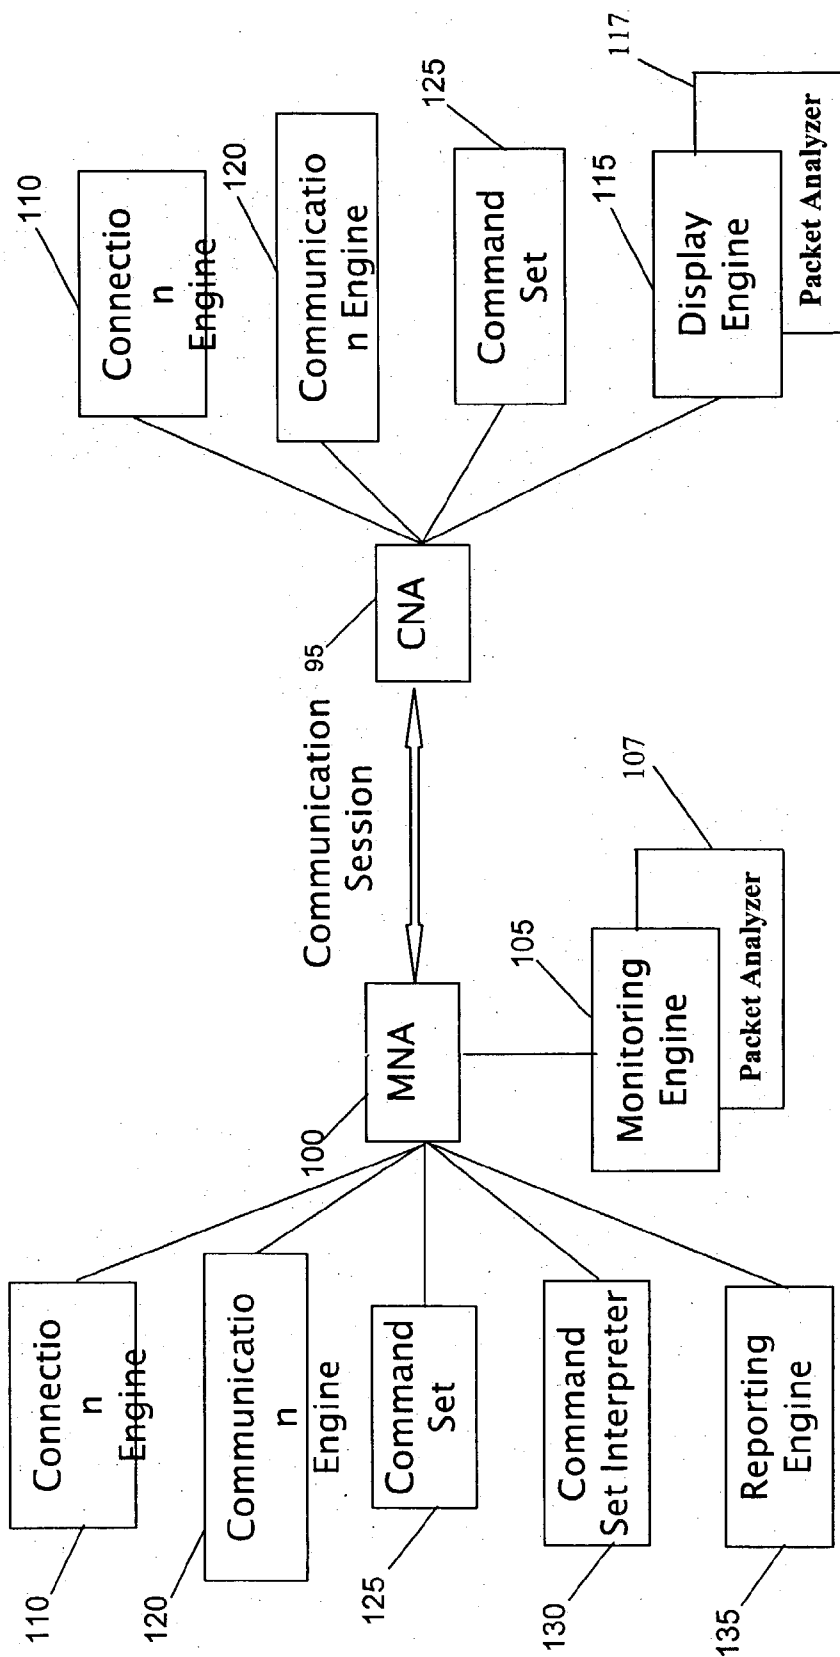 110
Connectio
n
Engine
120
Communicatio
n
Engine
125
Command
Set
130
Command
Set Interpreter
135
Reporting
Engine
100
MNA
105
Monitoring
Engine
107
Packet Analyzer
Communication
Session
95
CNA
110
Connectio
n
Engine
120
Communicatio
n Engine
125
Command
Set
115
Display
Engine
117
Packet Analyzer